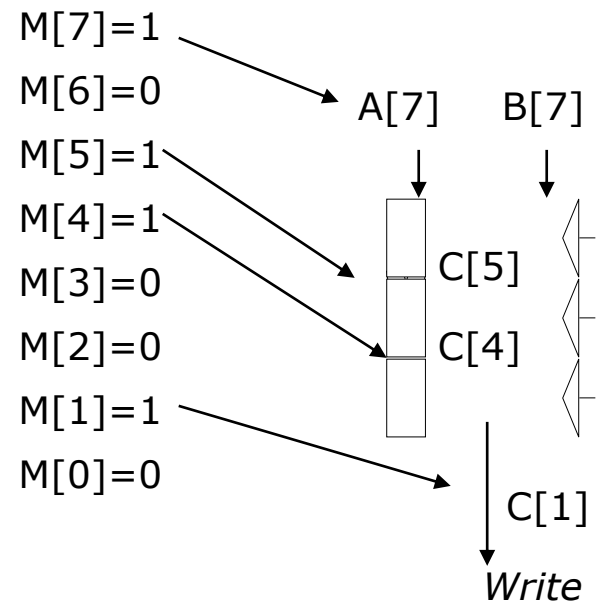 M[7]=1
M[6]=0
A[7] B[7]
M[5]=1
M[4]=1
C[5]
M[3]=0
C[4]
M[2]=0
M[1]=1
M[0]=0
C[1]
Write